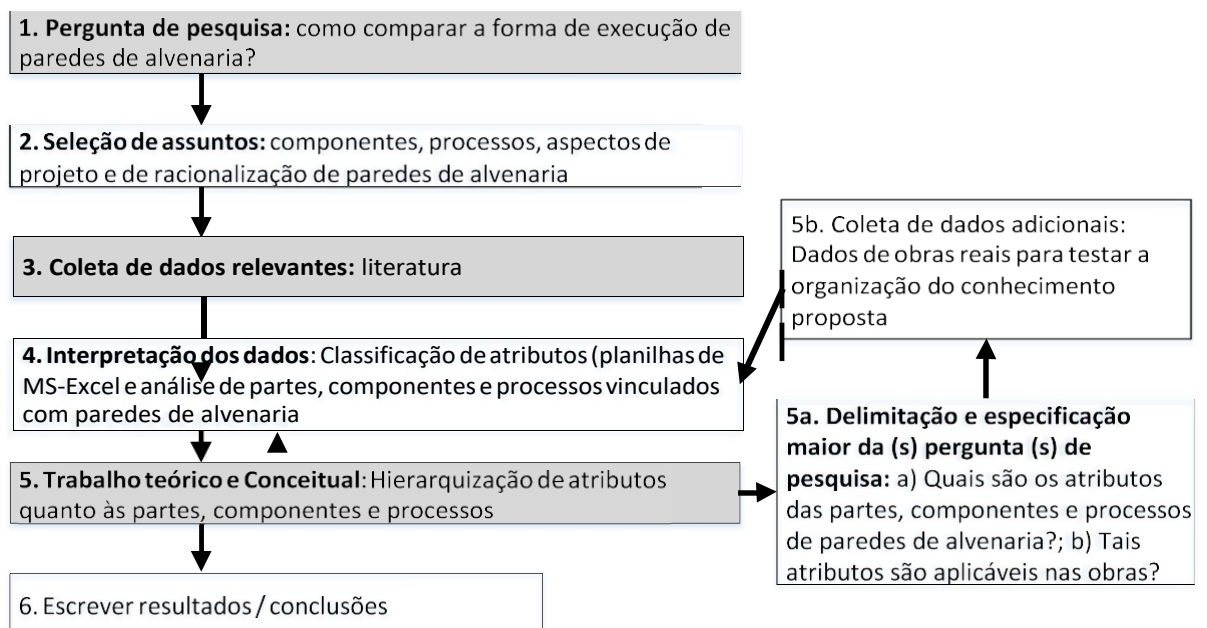 1. Pergunta de pesquisa: como comparar a forma de execução de
paredes de alvenaria?
2. Seleção de assuntos: componentes, processos, aspectos de
projeto e de racionalização de paredes de alvenaria
3. Coleta de dados relevantes: literatura
4. Interpretação dos dados: Classificação de atributos (planilhas de
MS-Excel e análise de partes, componentes e processos vinculados
com paredes de alvenaria
5. Trabalho teórico e Conceitual: Hierarquização de atributos
quanto às partes, componentes e processos
5a. Delimitação e especificação
maior da (s) pergunta (s) de
pesquisa: a) Quais são os atributos
das partes, componentes e processos
de paredes de alvenaria?; b) Tais
atributos são aplicáveis nas obras?
5b. Coleta de dados adicionais:
Dados de obras reais para testar a
organização do conhecimento
proposta
6. Escrever resultados / conclusões